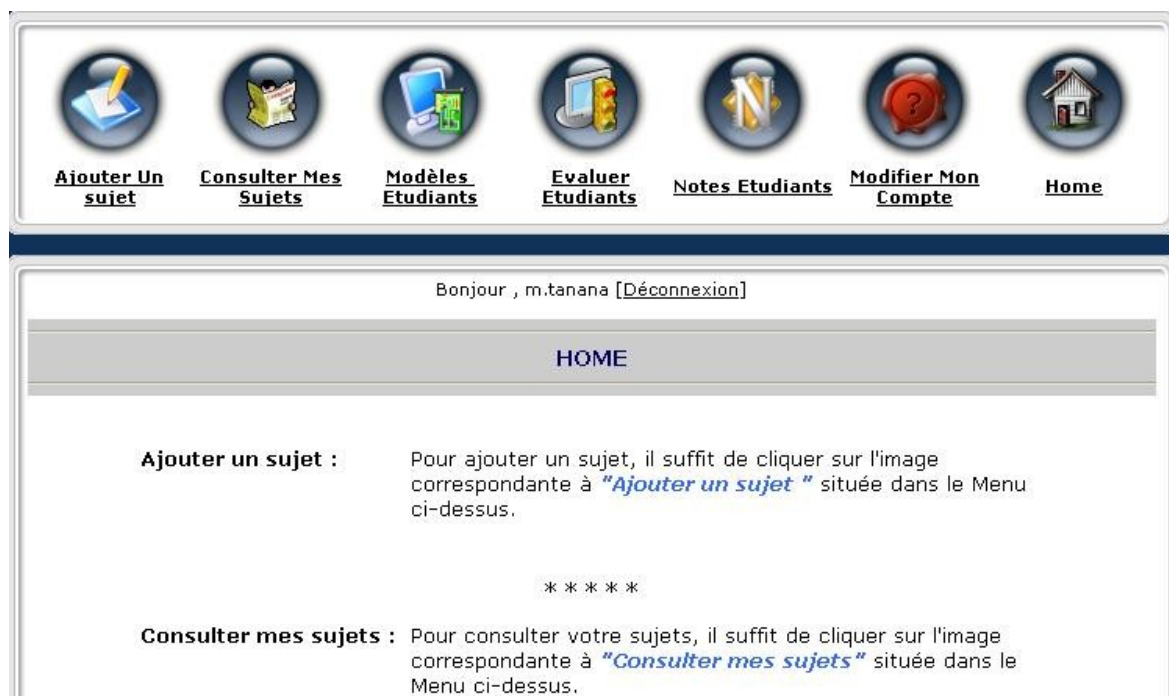 Ajouter Un
sujet
Consulter Mes
Sujets
Modèles
Etudiants
Evaluer
Etudiants
Notes Etudiants
Modifier Mon
Compte
Home
Bonjour , m.tanana [Déconnexion]
HOME
Ajouter un sujet :
Pour ajouter un sujet, il suffit de cliquer sur l'image
correspondante à "Ajouter un sujet " située dans le Menu
ci-dessus.
* * * * *
Consulter mes sujets :
Pour consulter votre sujets, il suffit de cliquer sur l'image
correspondante à "Consulter mes sujets" située dans le
Menu ci-dessus.